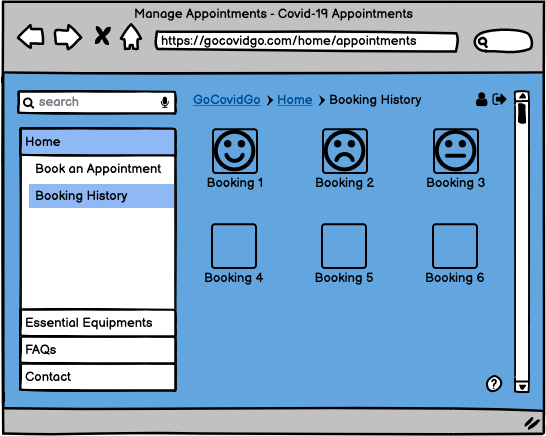 Manage Appointments - Covid-19 Appointments
https://gocovidgo.com/home/appointments
search
GoCovidGo
Home
Booking History
Home
Book an Appointment
Booking History
Essential Equipments
FAQs
Contact
Booking 1
Booking 2
Booking 3
Booking 4
Booking 5
Booking 6
?